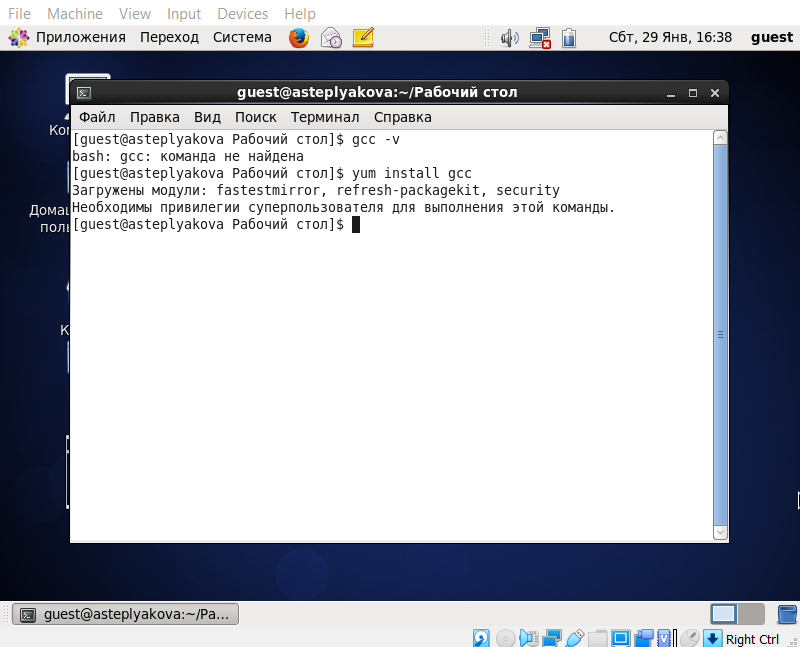 File Machine View Input Devices Help
Приложения Переход Система Сбт, 29 Янв, 16:38 guest
guest@asteplyakova:~/Рабочий стол
Файл Правка Вид Поиск Терминал Справка
[guest@asteplyakova Рабочий стол]$ gcc -v
bash: gcc: команда не найдена
[guest@asteplyakova Рабочий стол]$ yum install gcc
Загружены модули: fastestmirror, refresh-packagekit, security
Необходимы привилегии суперпользователя для выполнения этой команды.
[guest@asteplyakova Рабочий стол]$
guest@asteplyakova:~/Ра...
Right Ctrl